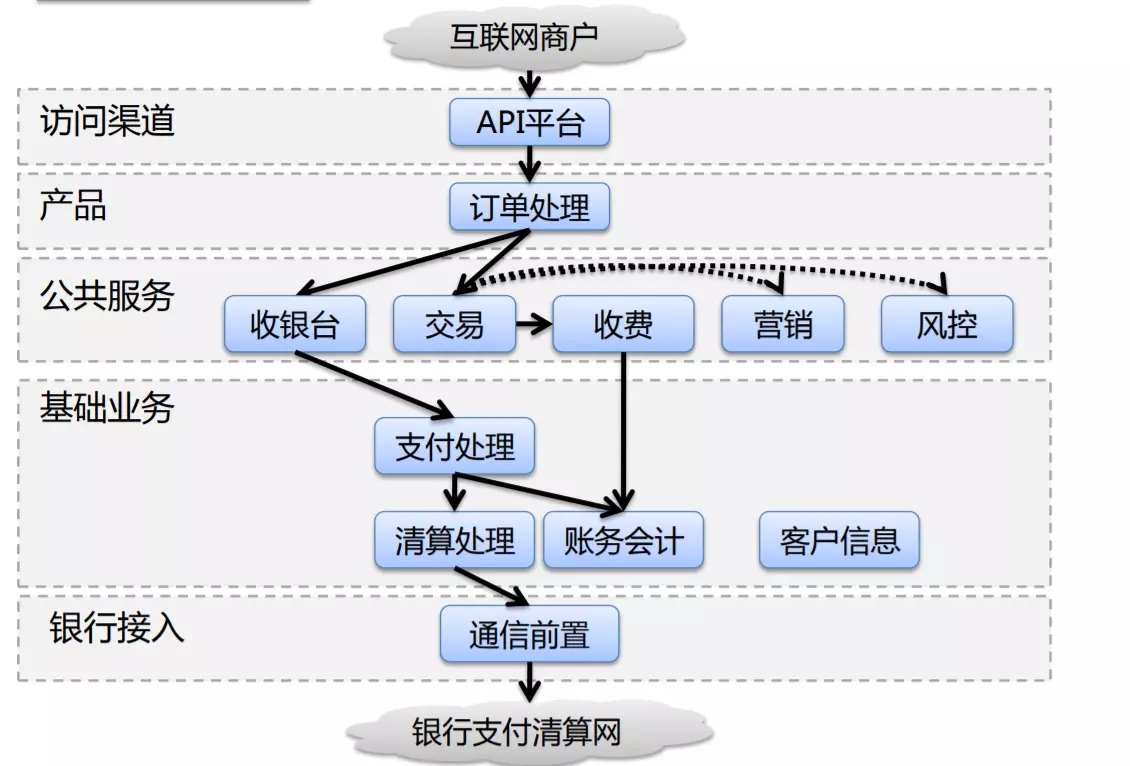 互联网商户
访问渠道
API平台
产品
订单处理
公共服务
收银台
交易
收费
营销
风控
基础业务
支付处理
清算处理
账务会计
客户信息
银行接入
通信前置
银行支付清算网